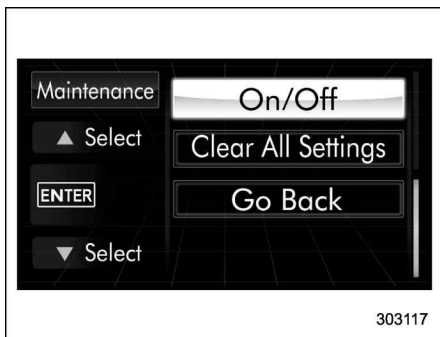 Maintenance
▲ Select
ENTER
▼ Select
On/Off
Clear All Settings
Go Back
303117